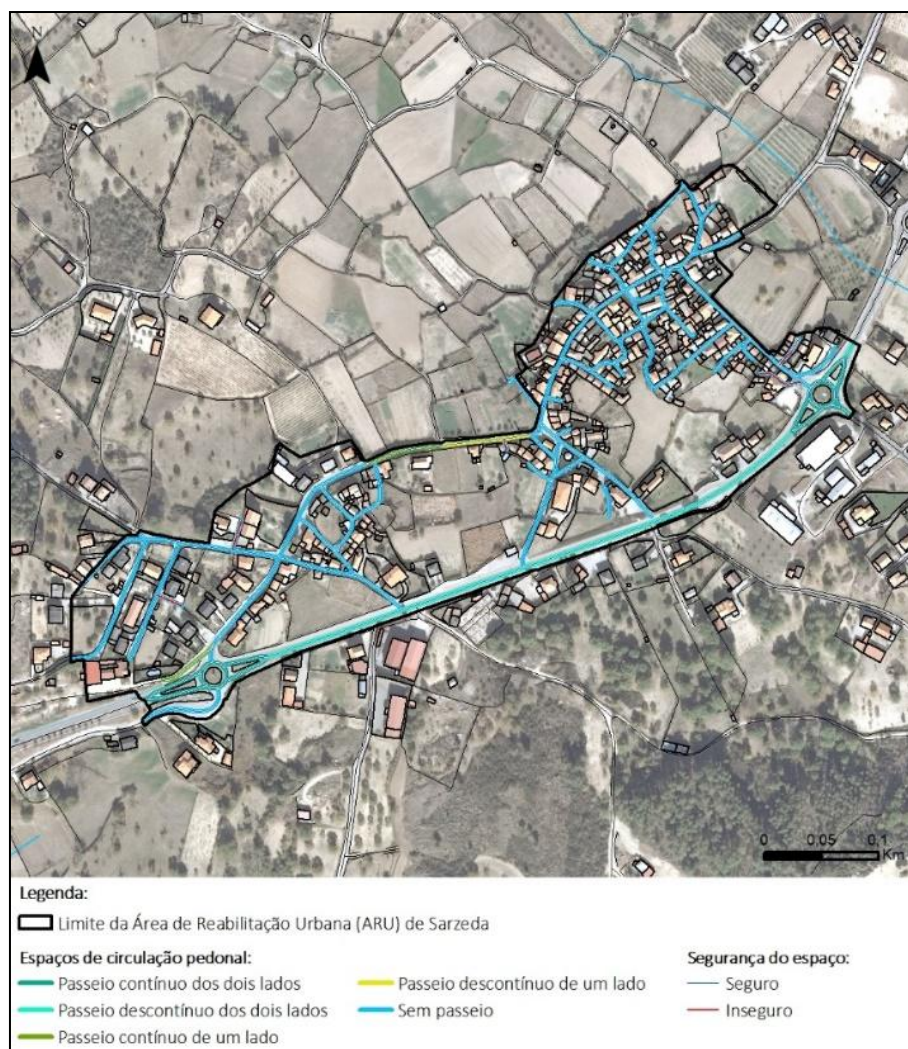 N
0 0,05 0,1
Km
Legenda:
Limite da Área de Reabilitação Urbana (ARU) de Sarzeda
Espaços de circulação pedonal:
Passeio contínuo dos dois lados
Passeio descontínuo dos dois lados
Passeio contínuo de um lado
Passeio descontínuo de um lado
Sem passeio
Segurança do espaço:
Seguro
Inseguro